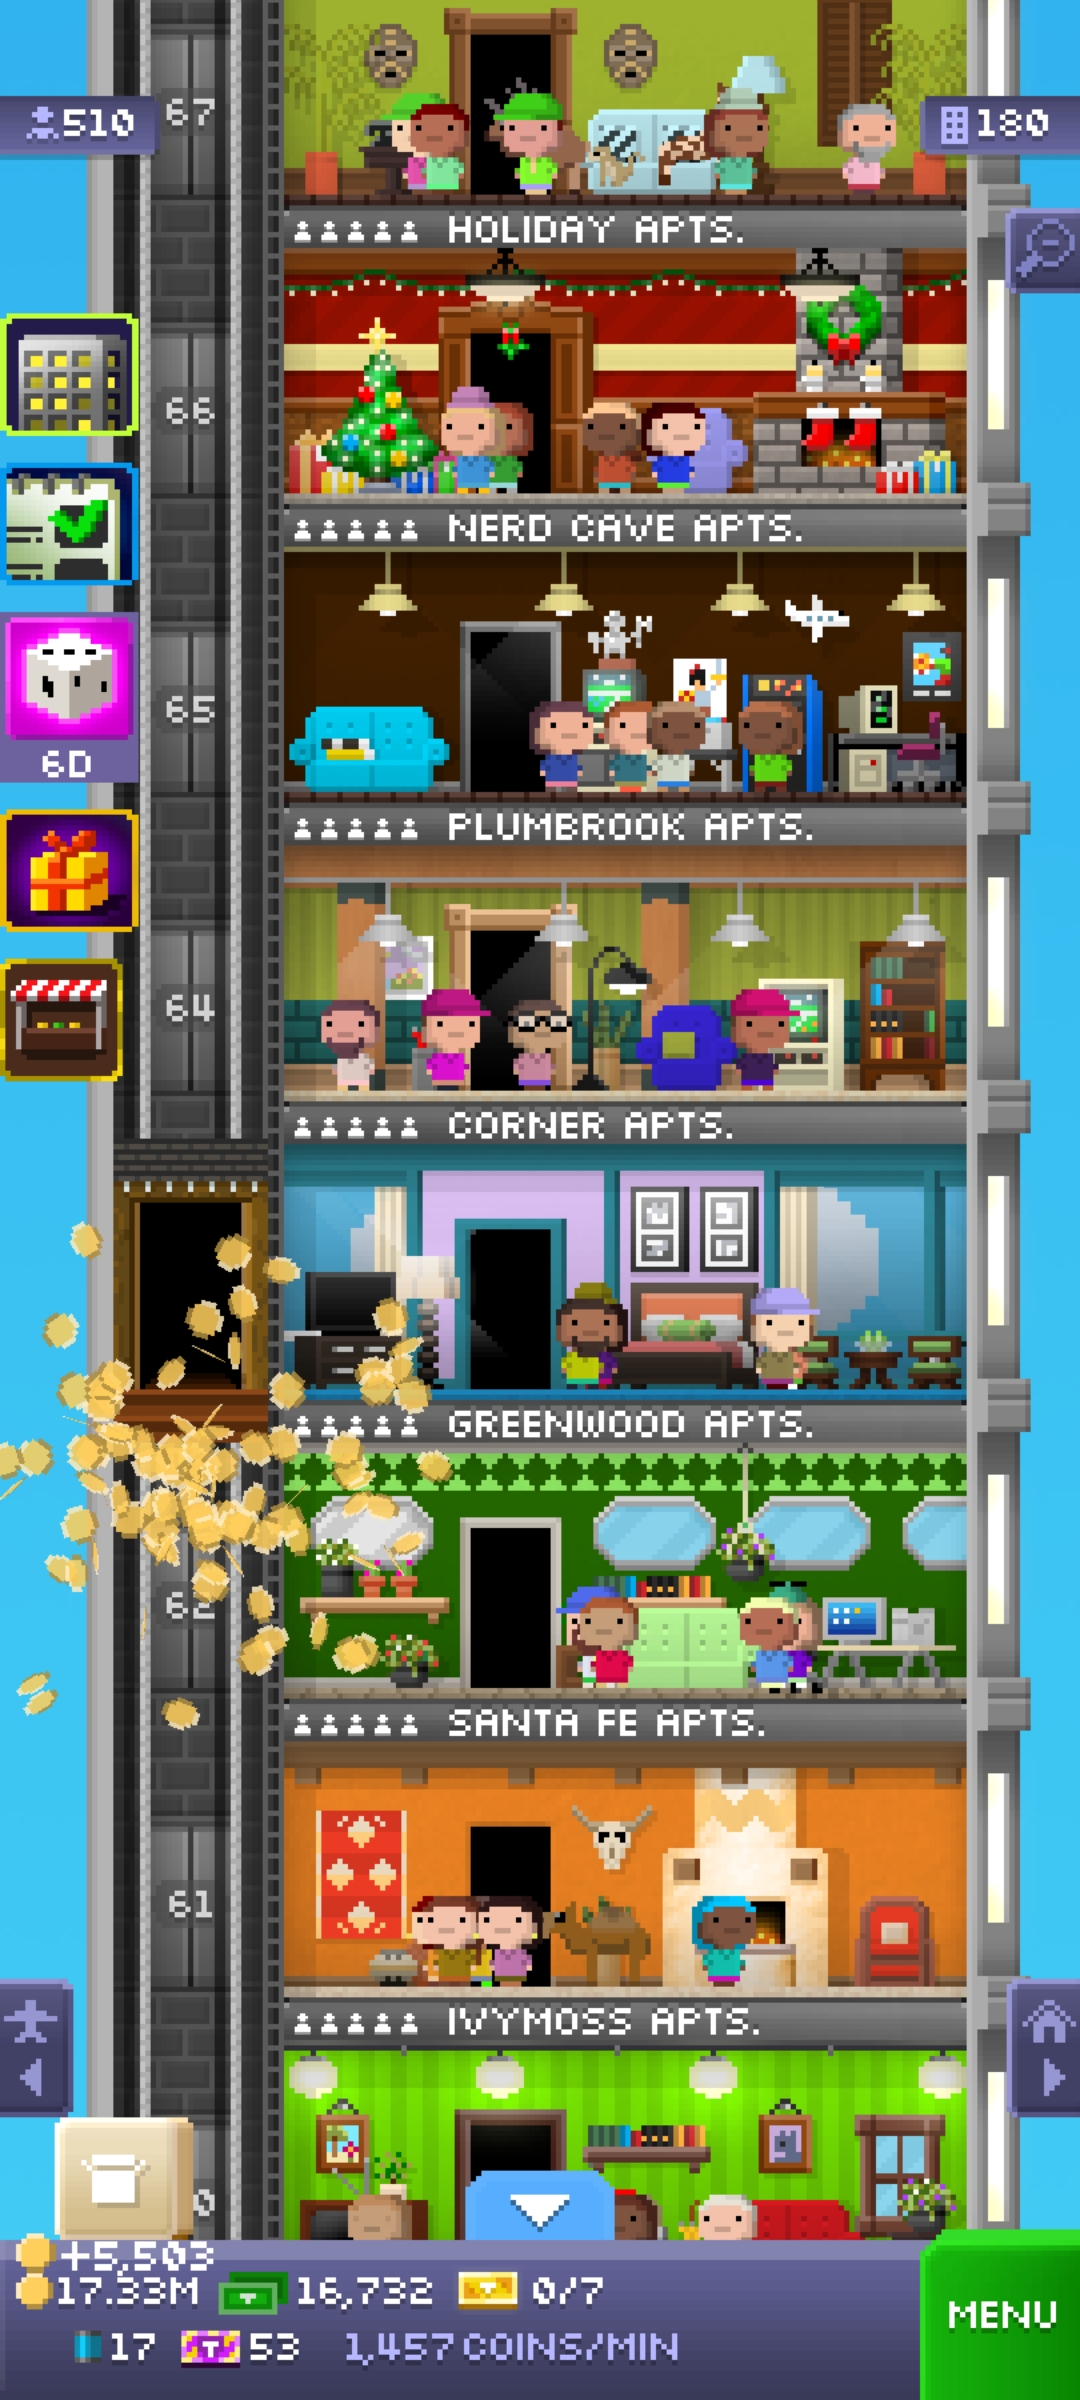 67
510
180
HOLIDAY APTS.
66
NERD CAVE APTS.
65
6D
PLUMBROOK APTS.
64
CORNER APTS.
GREENWOOD APTS.
62
SANTA FE APTS.
61
IVYMOSS APTS.
0
+5,503
17.33M 16,732 0/7
17 53 1,457 COINS/MIN
MENU